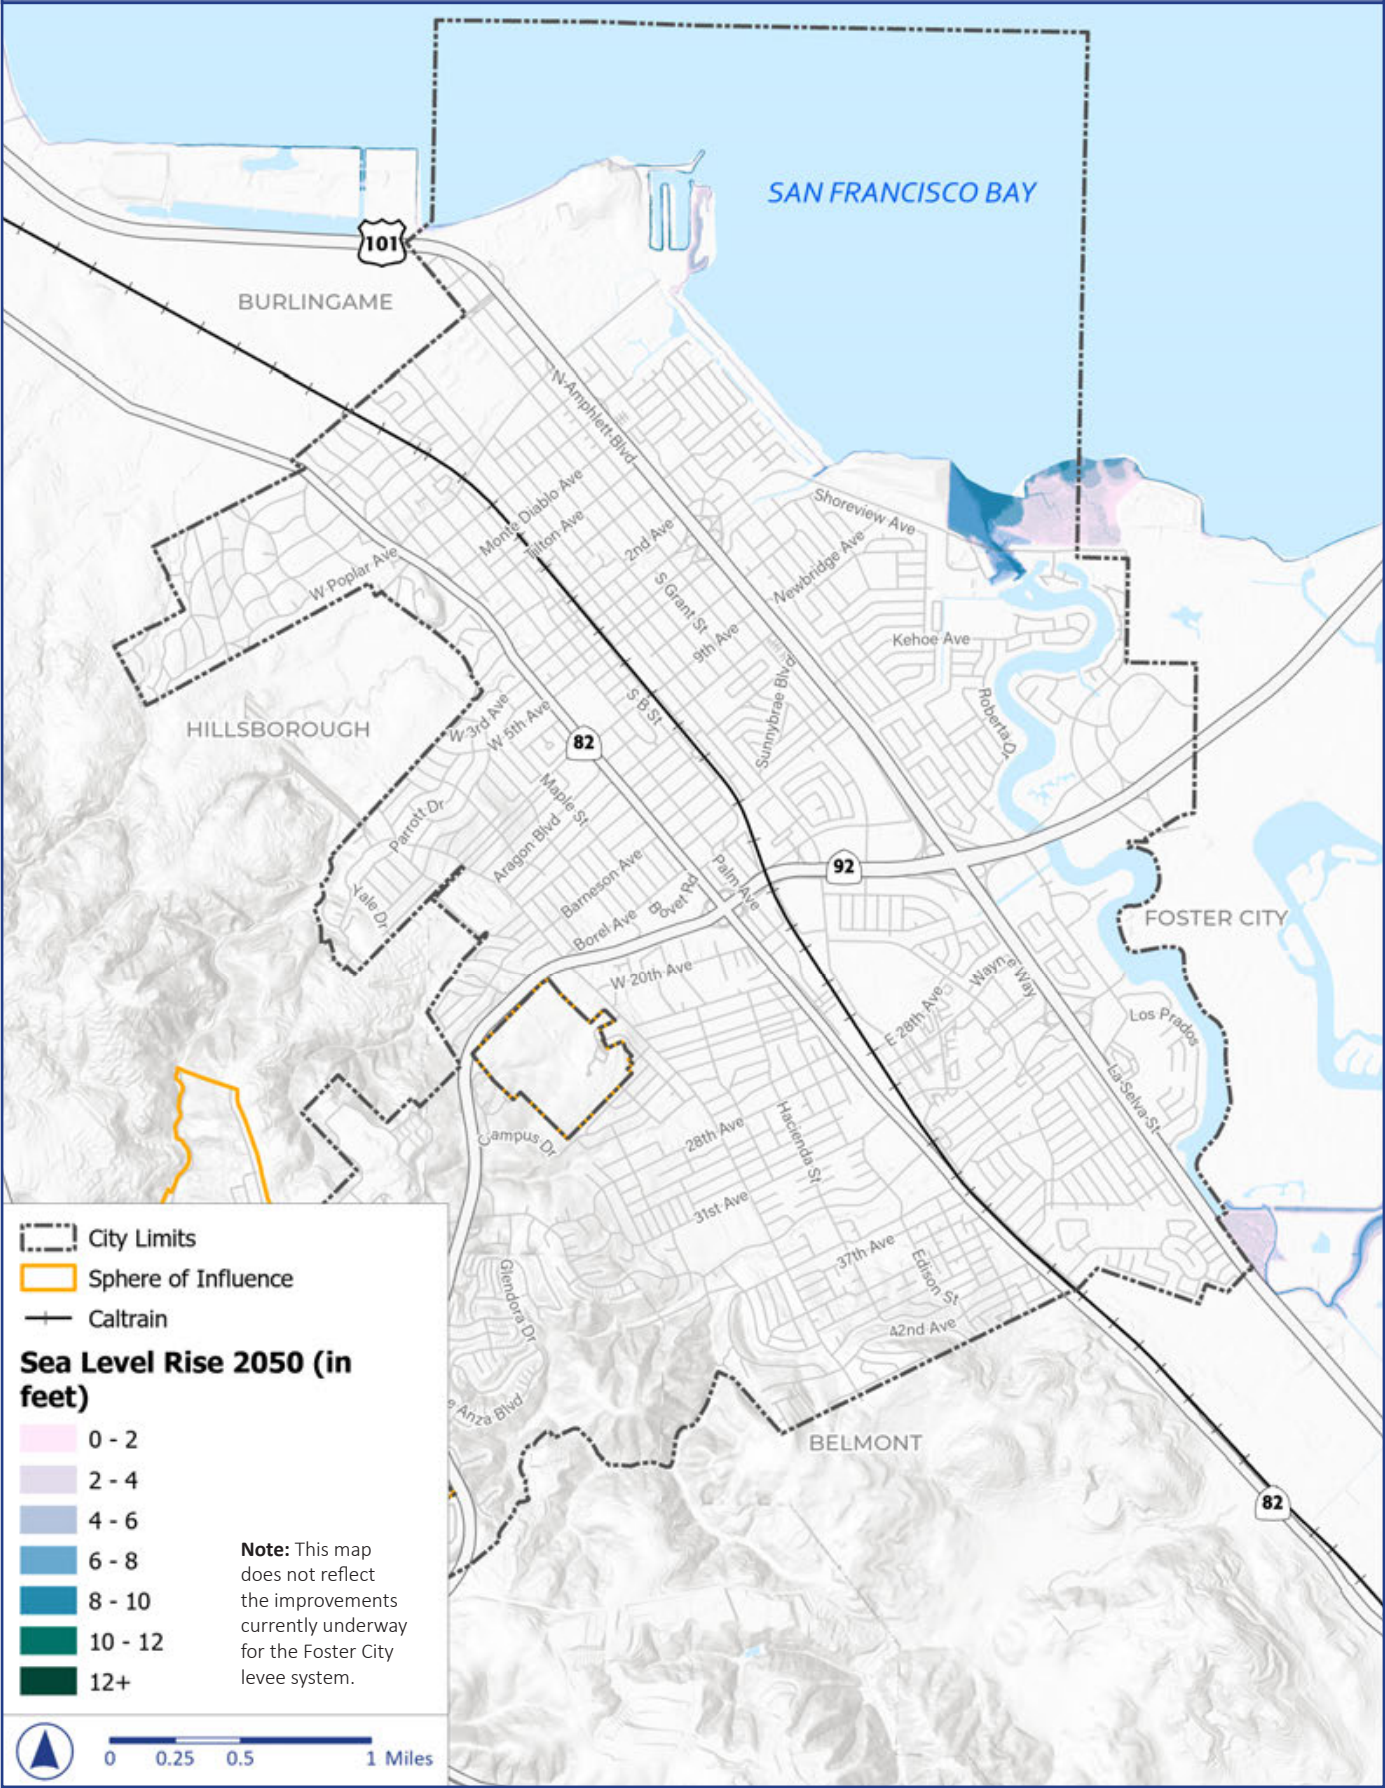 SAN FRANCISCO BAY
101
BURLINGAME
N Amphlett Blvd
Monte Diablo Ave
Tilton Ave
2nd Ave
Shoreview Ave
Newbridge Ave
W Poplar Ave
S Grant St
9th Ave
Kehoe Ave
Sunnybrae Blvd
Roberta Dr
HILLSBOROUGH
W 3rd Ave
W 5th Ave
S B St
82
Maple St
Parrott Dr
Aragon Blvd
Barneson Ave
Palm Ave
92
Yale Dr
Bovet Rd
Borel Ave
FOSTER CITY
W 20th Ave
Wayne Way
E 28th Ave
Los Prados
La Selva St
Campus Dr
28th Ave
Hacienda St
31st Ave
37th Ave
Edison St
Glendora Dr
42nd Ave
e Anza Blvd
BELMONT
82
City Limits
Sphere of Influence
Caltrain
Sea Level Rise 2050 (in
feet)
0 - 2
2 - 4
4 - 6
6 - 8
8 - 10
10 - 12
12+
Note: This map
does not reflect
the improvements
currently underway
for the Foster City
levee system.
0 0.25 0.5 1 Miles